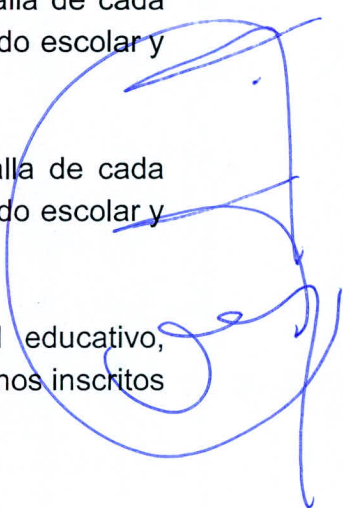 alla de cada
do escolar y
alla de cada
do escolar y
educativo,
nos inscritos